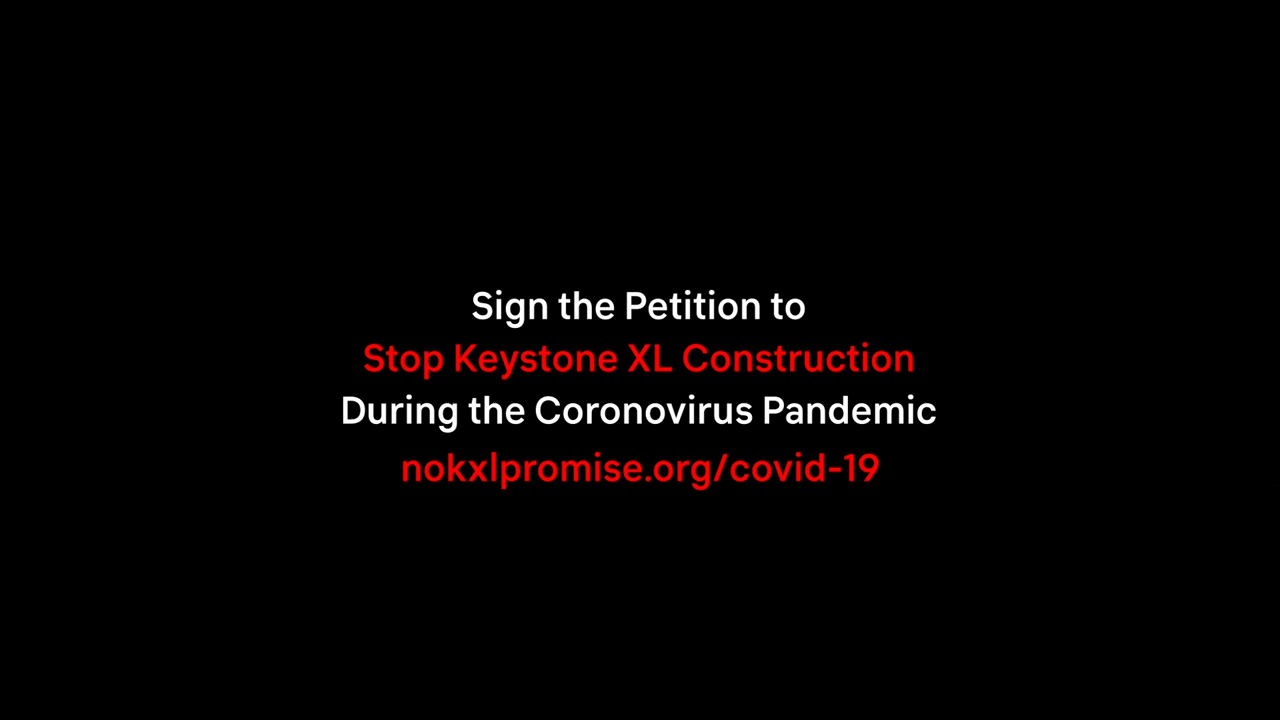 Sign the Petition to
Stop Keystone XL Construction
During the Coronovirus Pandemic
nokxlpromise.org/covid-19